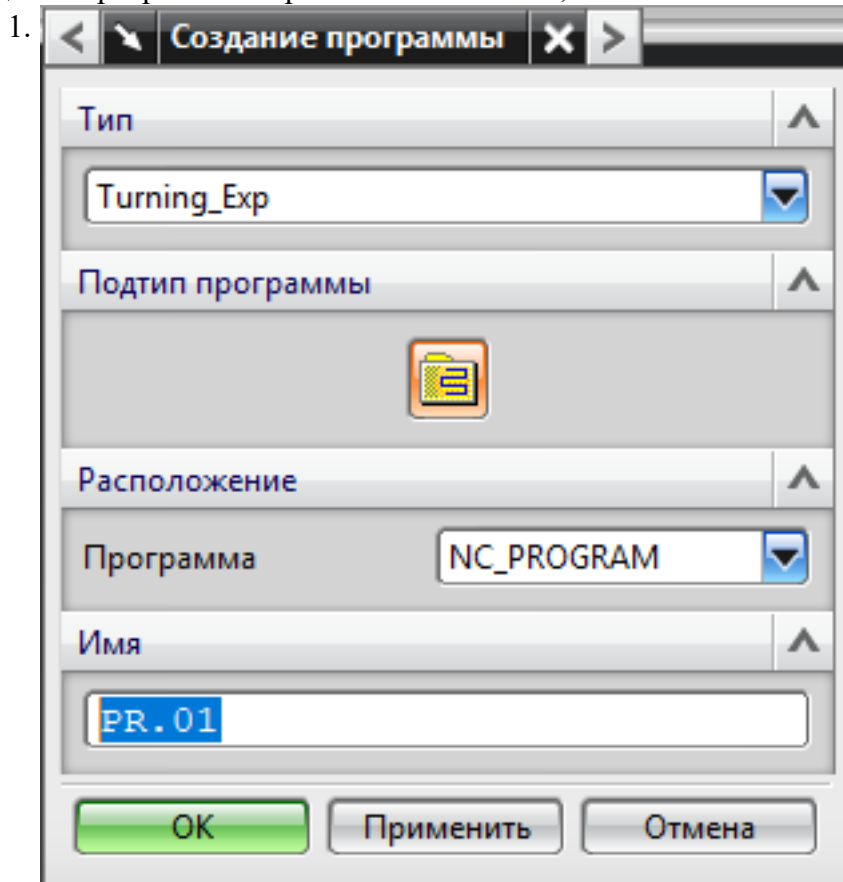 1.
Создание программы
Тип
Turning_Exp
Подтип программы
Расположение
Программа NC_PROGRAM
Имя
PR.01
OK Применить Отмена